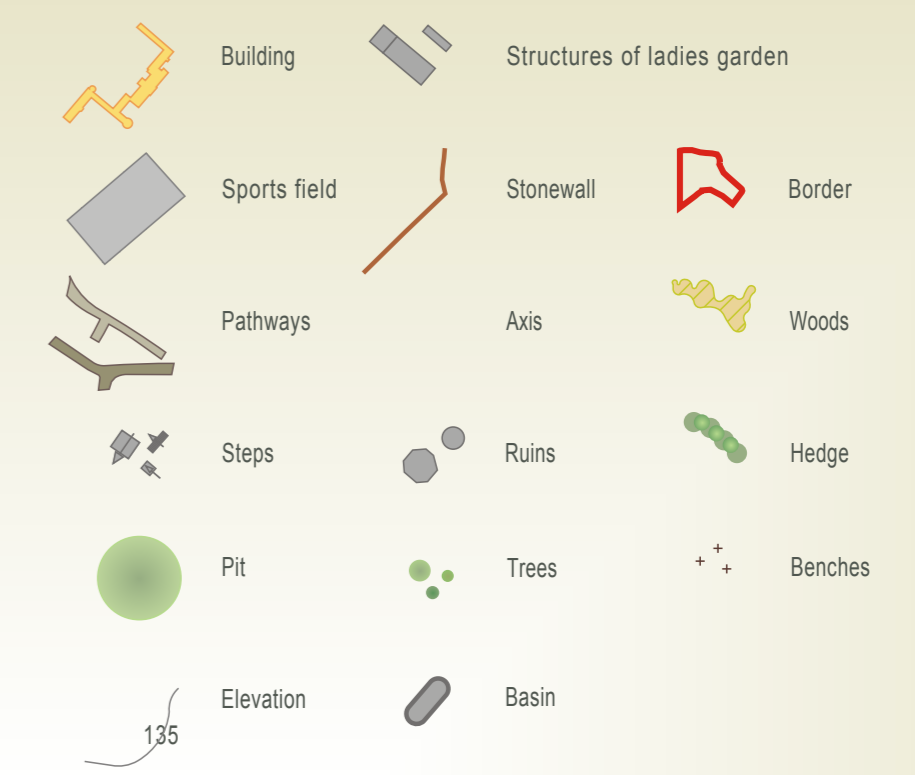 Building
Structures of ladies garden
Sports field
Stonewall
Border
Pathways
Axis
Woods
Steps
Ruins
Hedge
Pit
Trees
Benches
Elevation
135
Basin